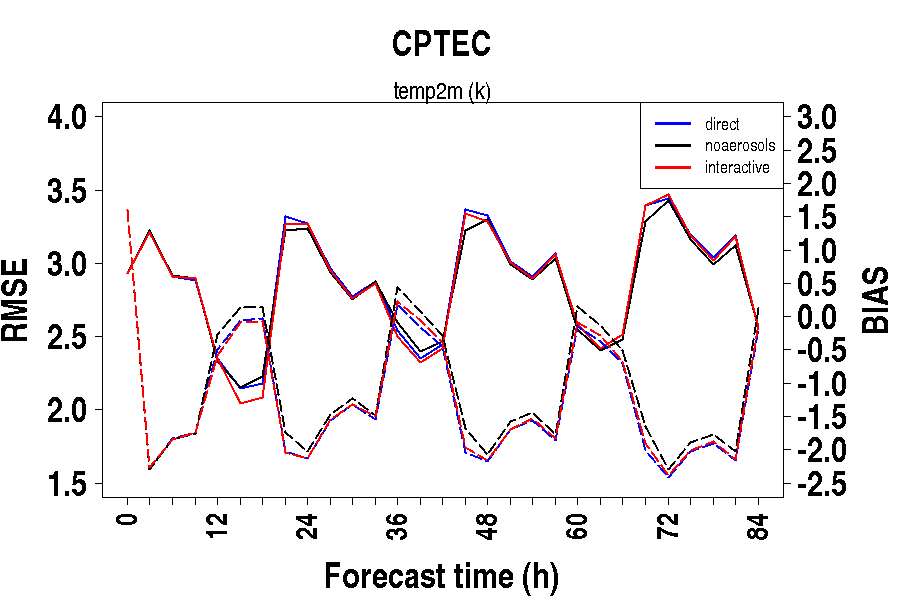 CPTEC
temp2m (k)
4.0
3.5
3.0
2.5
2.0
1.5
RMSE
3.0
2.5
2.0
1.5
1.0
0.5
0.0
-0.5
-1.0
-1.5
-2.0
-2.5
BIAS
direct
noaerosols
interactive
0 12 24 36 48 60 72 84
Forecast time (h)